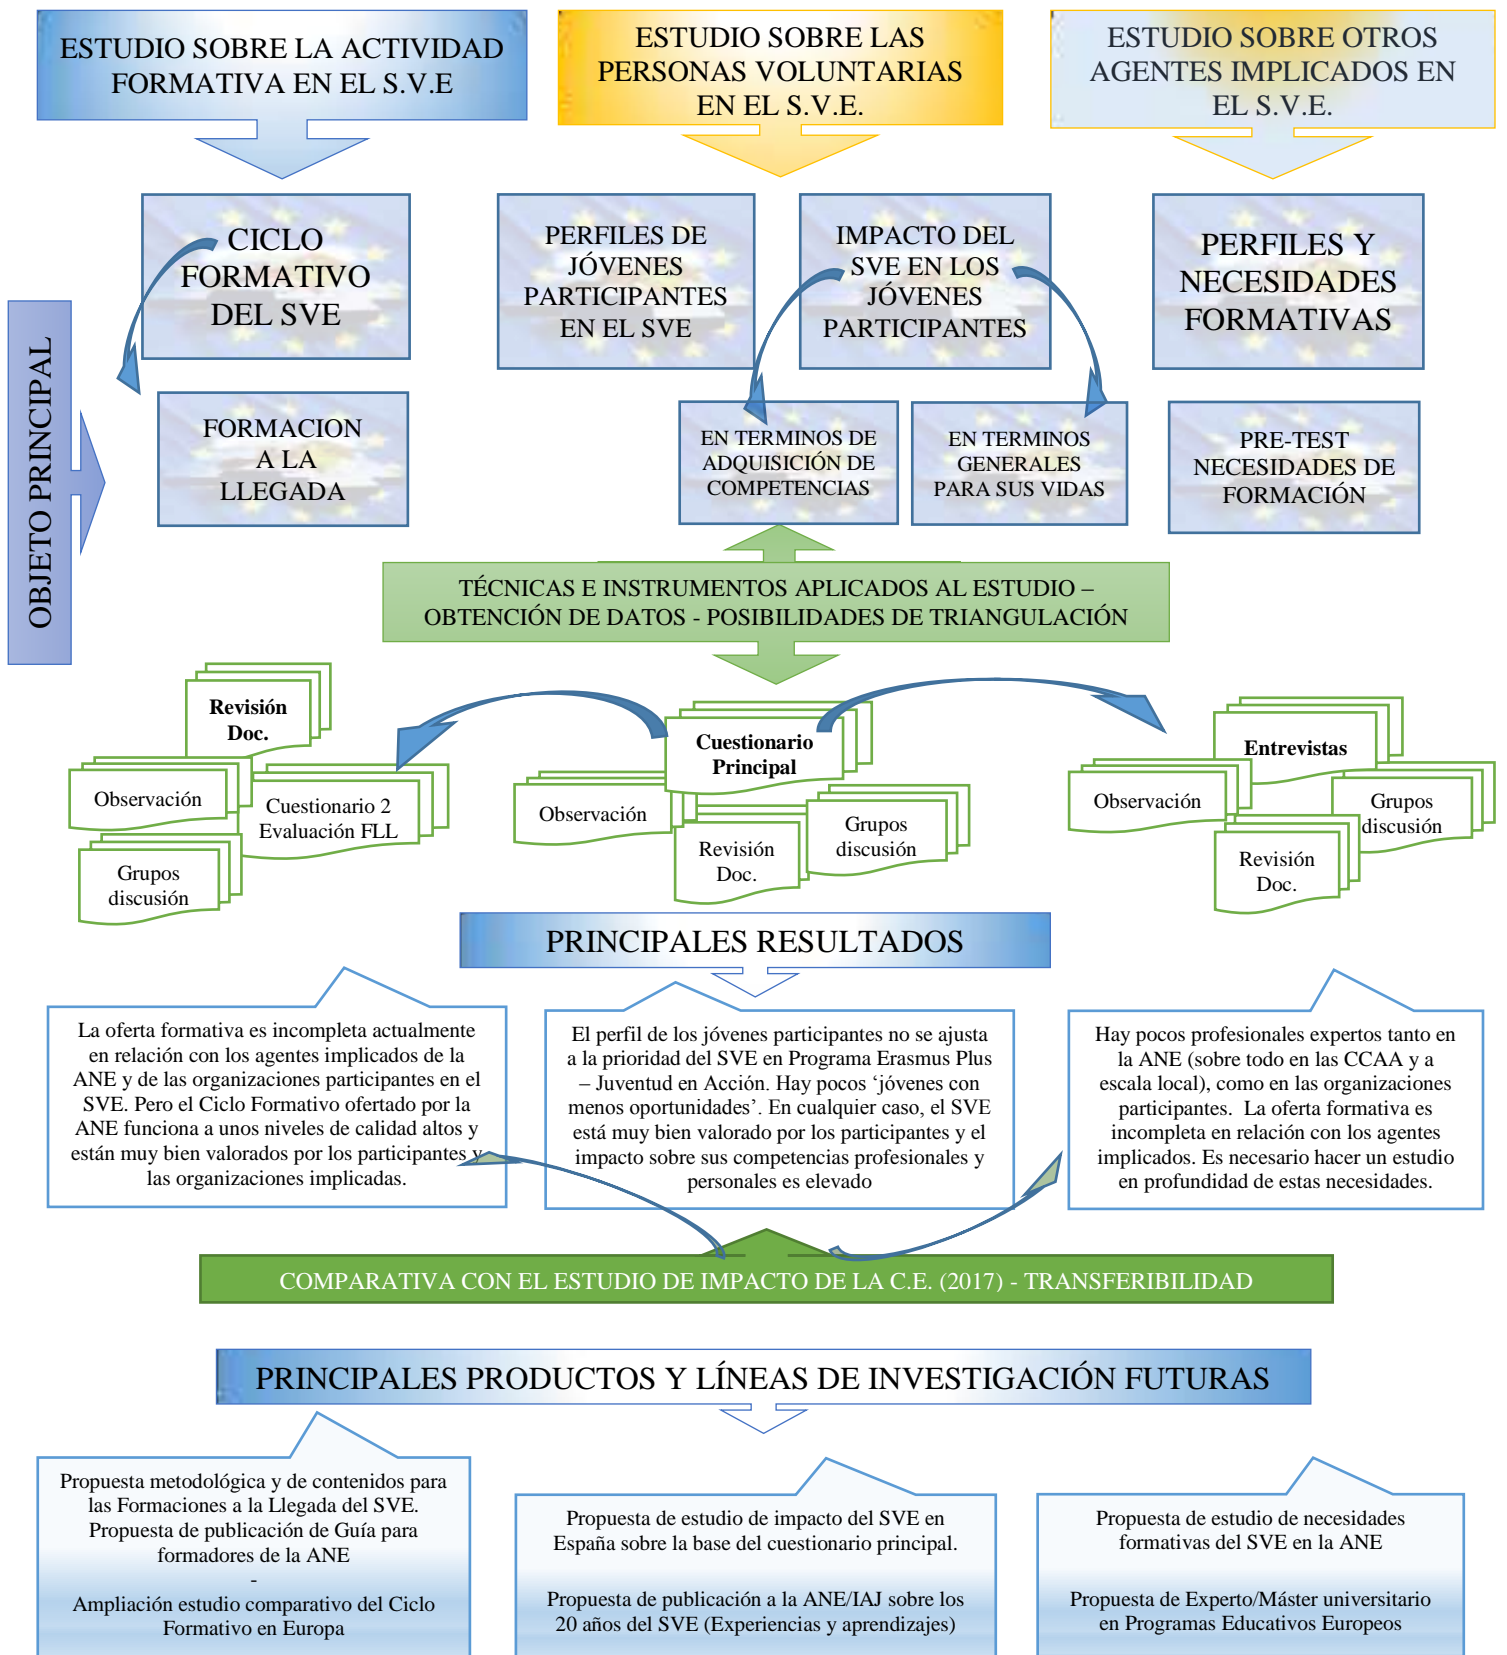 ESTUDIO SOBRE LA ACTIVIDAD
FORMATIVA EN EL S.V.E
ESTUDIO SOBRE LAS
PERSONAS VOLUNTARIAS
EN EL S.V.E.
ESTUDIO SOBRE OTROS
AGENTES IMPLICADOS EN
EL S.V.E.
OBJETO PRINCIPAL
CICLO
FORMATIVO
DEL SVE
PERFILES DE
JÓVENES
PARTICIPANTES
EN EL SVE
IMPACTO DEL
SVE EN LOS
JÓVENES
PARTICIPANTES
PERFILES Y
NECESIDADES
FORMATIVAS
FORMACION
A LA
LLEGADA
EN TERMINOS DE
ADQUISICIÓN DE
COMPETENCIAS
EN TERMINOS
GENERALES
PARA SUS VIDAS
PRE-TEST
NECESIDADES DE
FORMACIÓN
TÉCNICAS E INSTRUMENTOS APLICADOS AL ESTUDIO –
OBTENCIÓN DE DATOS - POSIBILIDADES DE TRIANGULACIÓN
Revisión
Doc.
Observación
Cuestionario 2
Evaluación FLL
Grupos
discusión
Cuestionario
Principal
Observación
Revisión
Doc.
Grupos
discusión
Entrevistas
Observación
Grupos
discusión
Revisión
Doc.
PRINCIPALES RESULTADOS
La oferta formativa es incompleta actualmente
en relación con los agentes implicados de la
ANE y de las organizaciones participantes en el
SVE. Pero el Ciclo Formativo ofertado por la
ANE funciona a unos niveles de calidad altos y
están muy bien valorados por los participantes y
las organizaciones implicadas.
El perfil de los jóvenes participantes no se ajusta
a la prioridad del SVE en Programa Erasmus Plus
– Juventud en Acción. Hay pocos ‘jóvenes con
menos oportunidades’. En cualquier caso, el SVE
está muy bien valorado por los participantes y el
impacto sobre sus competencias profesionales y
personales es elevado
Hay pocos profesionales expertos tanto en
la ANE (sobre todo en las CCAA y a
escala local), como en las organizaciones
participantes. La oferta formativa es
incompleta en relación con los agentes
implicados. Es necesario hacer un estudio
en profundidad de estas necesidades.
COMPARATIVA CON EL ESTUDIO DE IMPACTO DE LA C.E. (2017) - TRANSFERIBILIDAD
PRINCIPALES PRODUCTOS Y LÍNEAS DE INVESTIGACIÓN FUTURAS
Propuesta metodológica y de contenidos para
las Formaciones a la Llegada del SVE.
Propuesta de publicación de Guía para
formadores de la ANE
-
Ampliación estudio comparativo del Ciclo
Formativo en Europa
Propuesta de estudio de impacto del SVE en
España sobre la base del cuestionario principal.
Propuesta de publicación a la ANE/IAJ sobre los
20 años del SVE (Experiencias y aprendizajes)
Propuesta de estudio de necesidades
formativas del SVE en la ANE
Propuesta de Experto/Máster universitario
en Programas Educativos Europeos